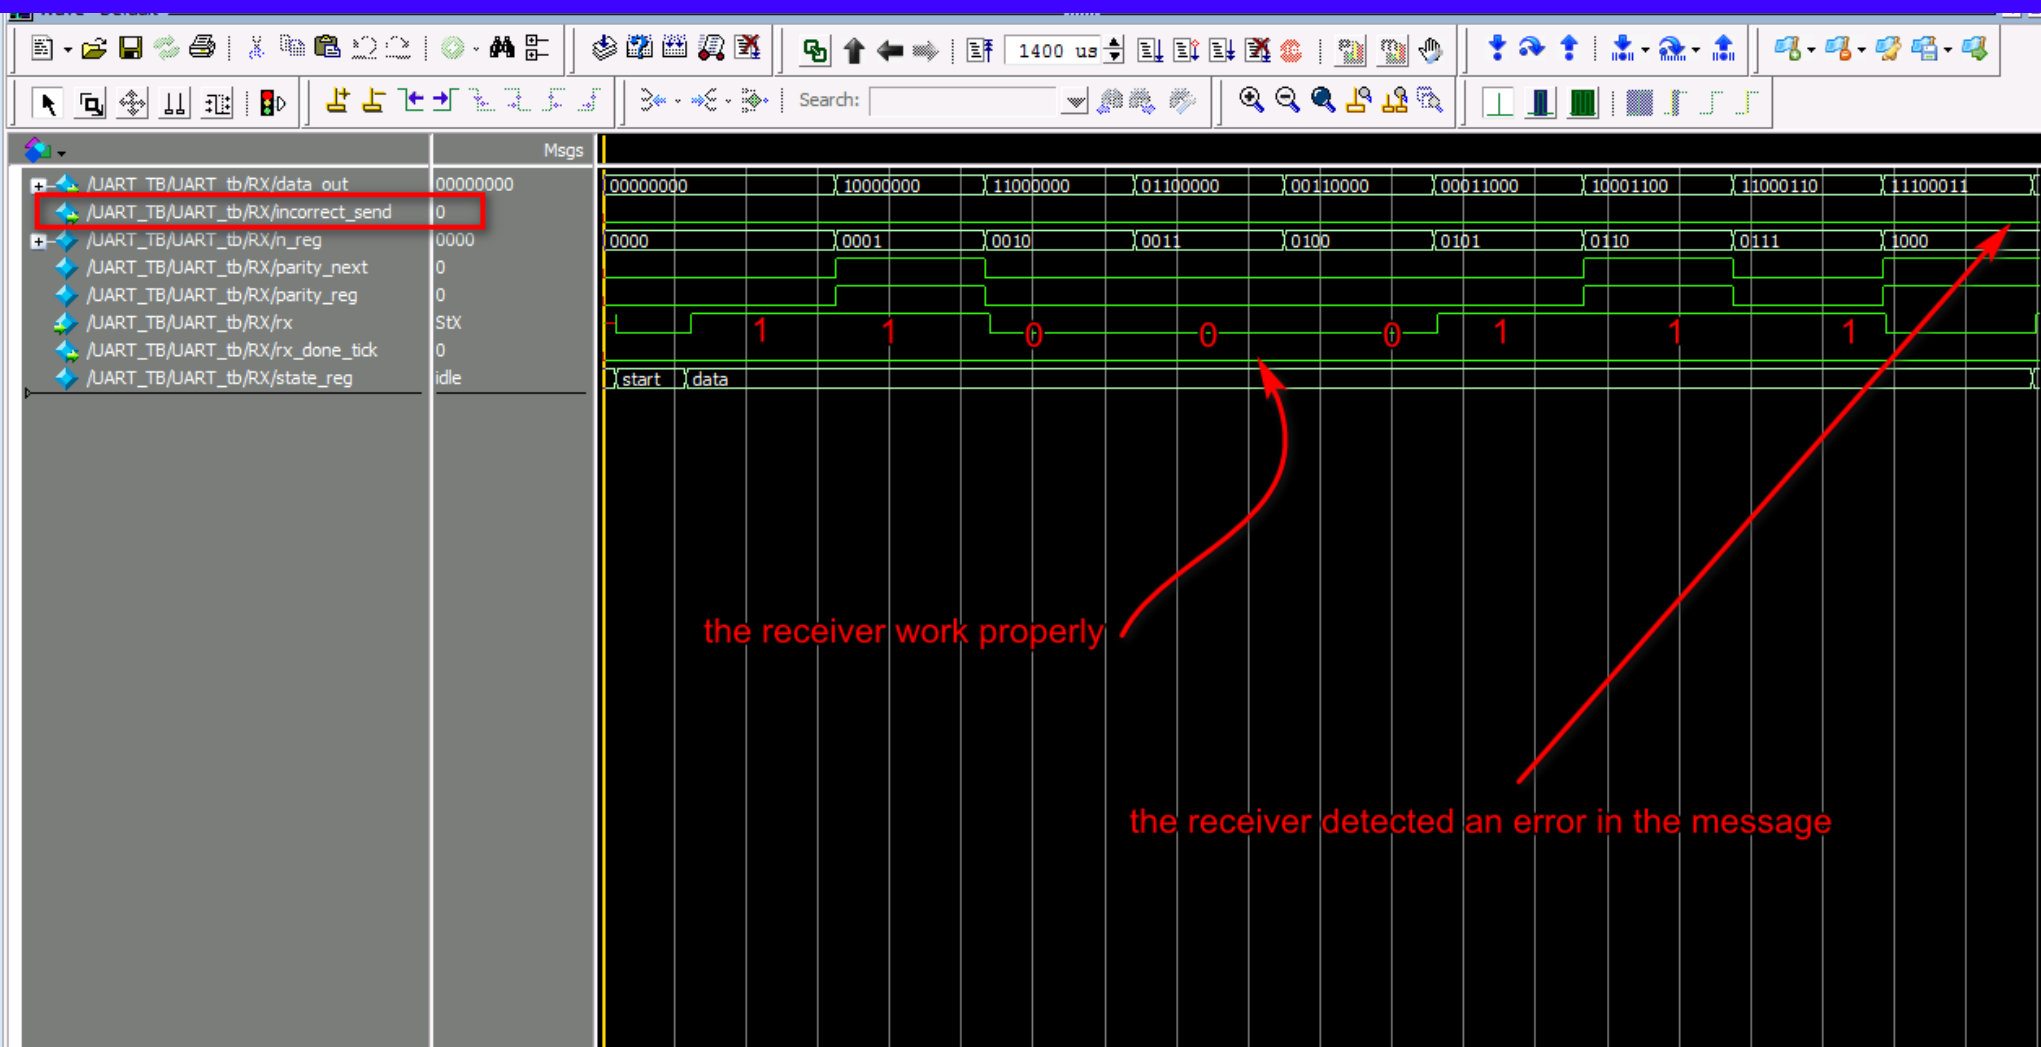 1400 us
Search:
Msgs
/UART_TB/UART_tb/RX/data_out 00000000 00000000 10000000 11000000 01100000 00110000 00011000 10001100 11000110 11100011
/UART_TB/UART_tb/RX/incorrect_send 0
/UART_TB/UART_tb/RX/n_reg 0000 0000 0001 0010 0011 0100 0101 0110 0111 1000
/UART_TB/UART_tb/RX/parity_next 0
/UART_TB/UART_tb/RX/parity_reg 0
/UART_TB/UART_tb/RX/rx StX 1 1 0 0 0 1 1 1
/UART_TB/UART_tb/RX/rx_done_tick 0
/UART_TB/UART_tb/RX/state_reg idle start data
the receiver work properly
the receiver detected an error in the message